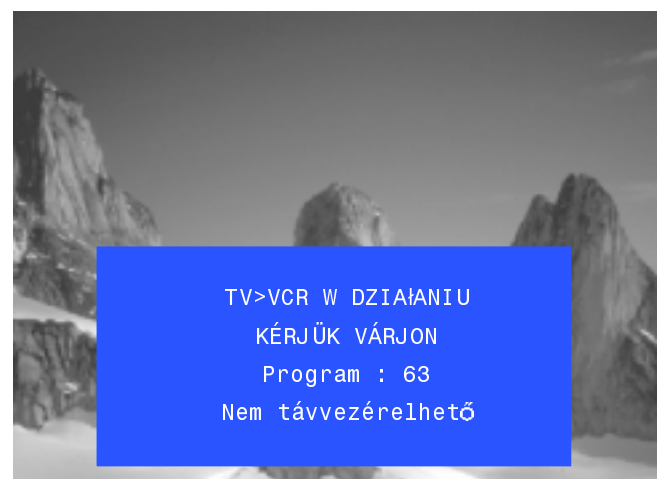 TV>VCR W DZIAłANIU
KÉRJÜK VÁRJON
Program : 63
Nem távvezérelhető